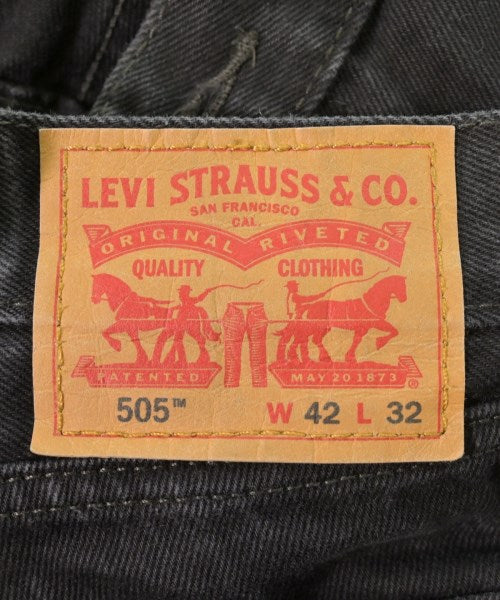 LEVI STRAUSS & CO.
SAN FRANCISCO
CAL.
ORIGINAL RIVETED
QUALITY CLOTHING
PATENTED MAY 20 1873 ®
505™ W 42 L 32